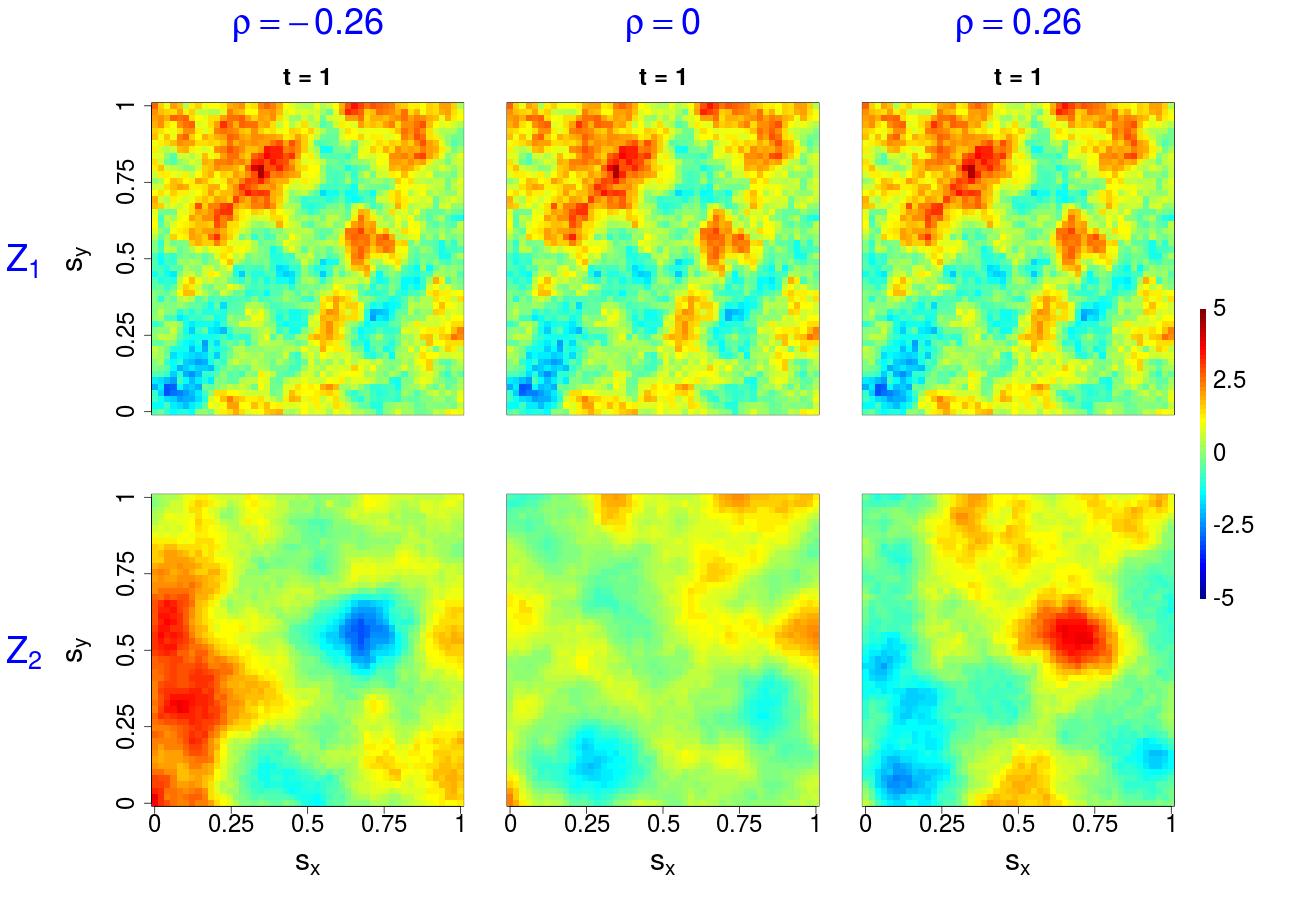 ρ = −0.26 ρ = 0 ρ = 0.26
t = 1 t = 1 t = 1
Z1
sy
1
0.75
0.5
0.25
0
5
2.5
0
-2.5
-5
Z2
sy
1
0.75
0.5
0.25
0
0 0.25 0.5 0.75 1 0 0.25 0.5 0.75 1 0 0.25 0.5 0.75 1
sx sx sx